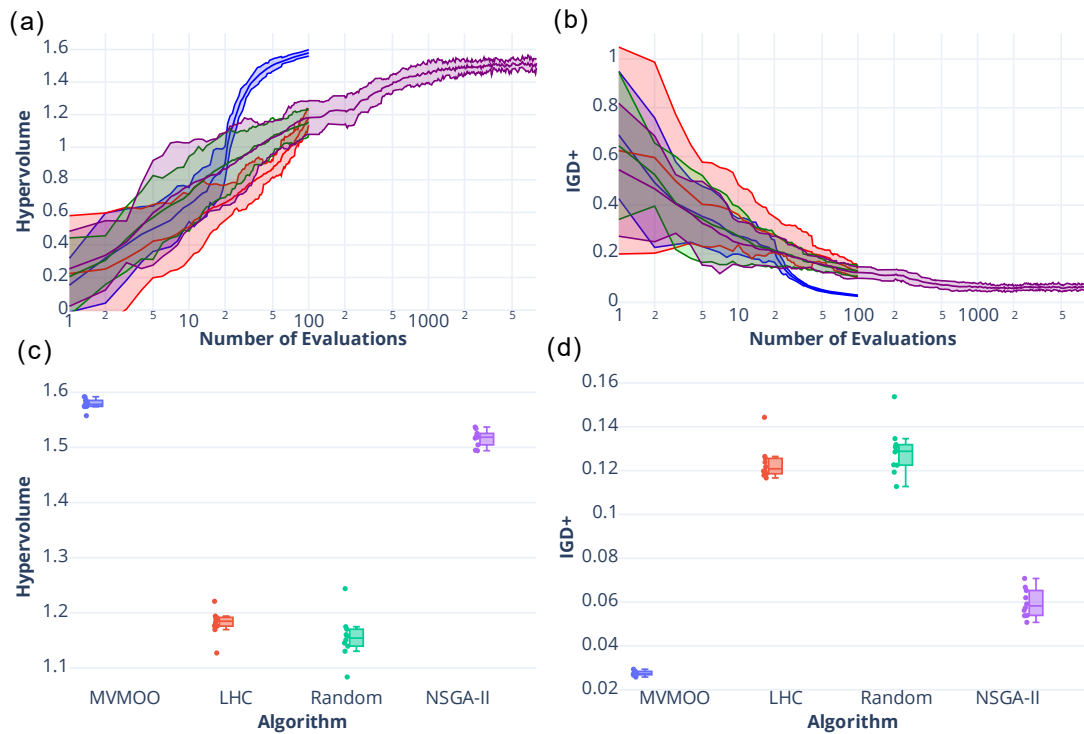 (a)
Hypervolume
1.6
1.4
1.2
1
0.8
0.6
0.4
0.2
0
1 2 5 10 2 5 100 2 5 1000 2 5
Number of Evaluations
(b)
IGD+
1
0.8
0.6
0.4
0.2
0
1 2 5 10 2 5 100 2 5 1000 2 5
Number of Evaluations
(c)
Hypervolume
1.6
1.5
1.4
1.3
1.2
1.1
MVMOO LHC Random NSGA-II
Algorithm
(d)
IGD+
0.16
0.14
0.12
0.1
0.08
0.06
0.04
0.02
MVMOO LHC Random NSGA-II
Algorithm